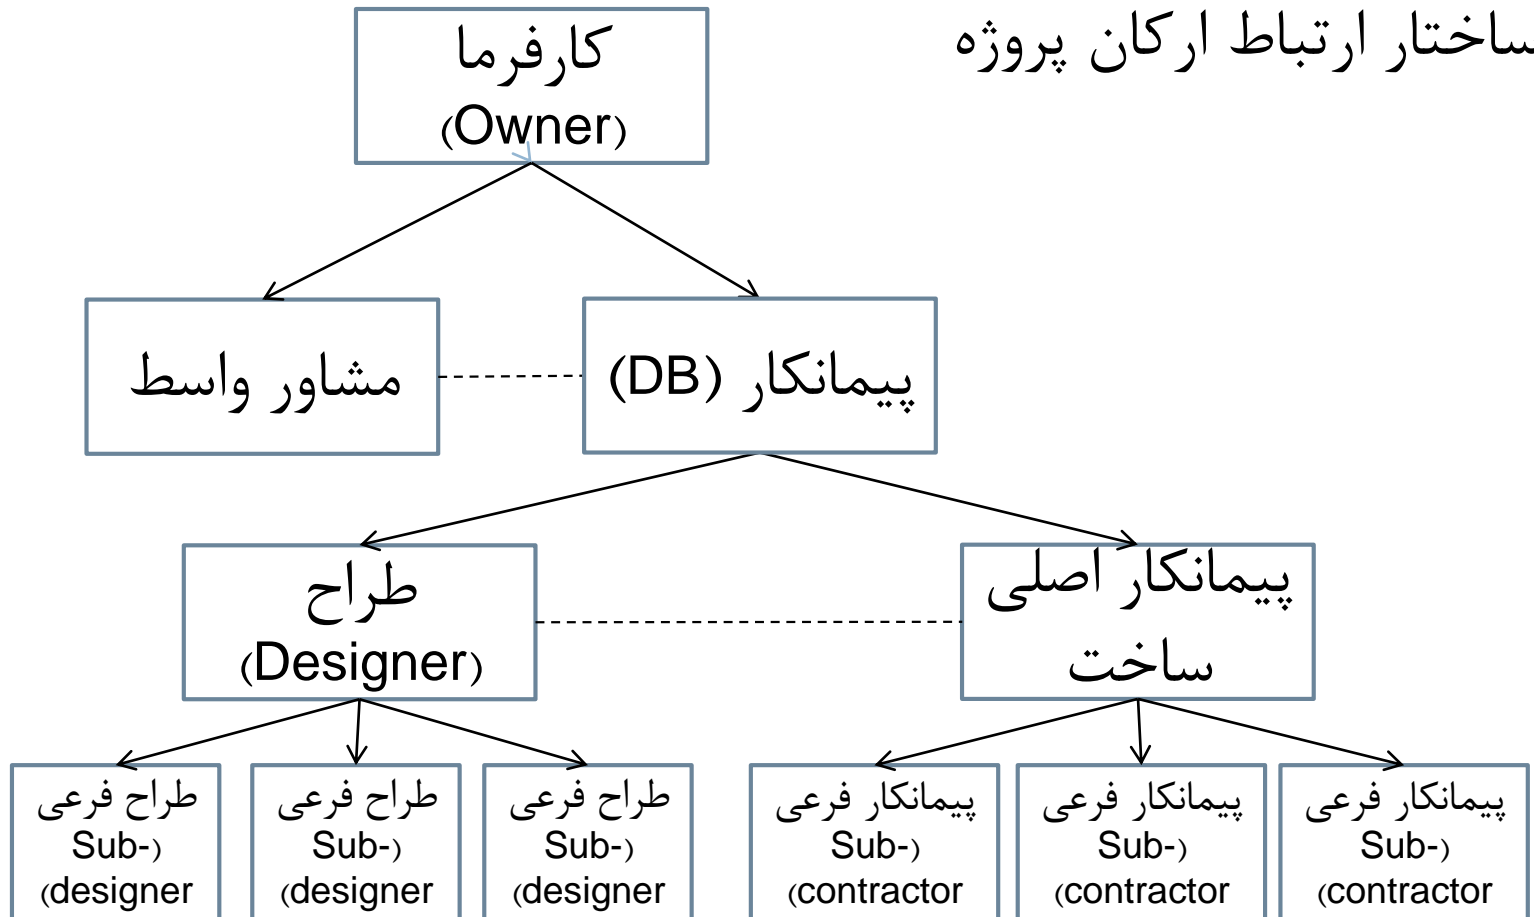 ساختار ارتباط ارکان پروژه
کارفرما
(Owner)
مشاور واسط
پیمانکار (DB)
طراح
(Designer)
پیمانکار اصلی
ساخت
طراح فرعی
(Sub-
designer)
طراح فرعی
(Sub-
designer)
طراح فرعی
(Sub-
designer)
پیمانکار فرعی
(Sub-
contractor)
پیمانکار فرعی
(Sub-
contractor)
پیمانکار فرعی
(Sub-
contractor)